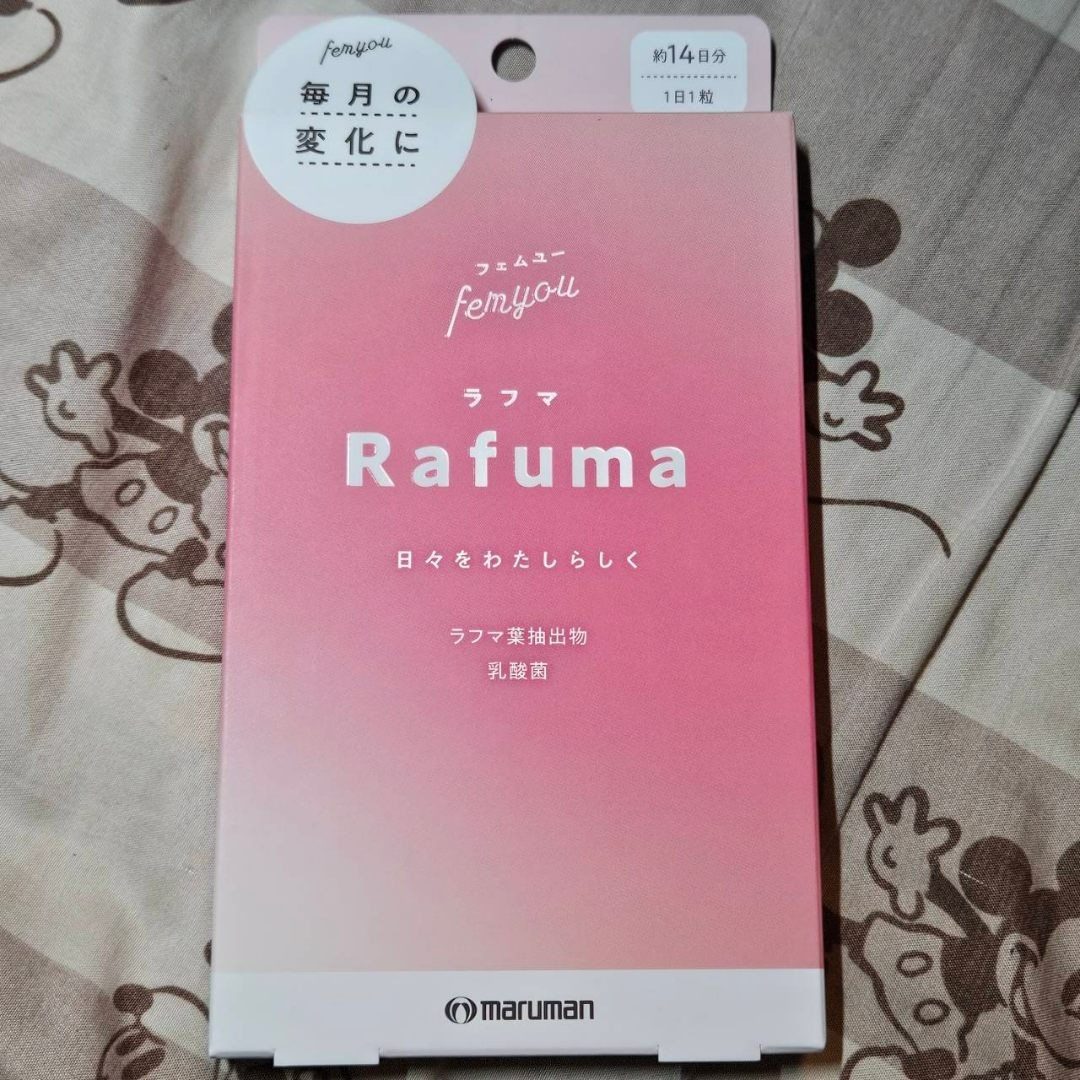 femyou
毎月の
変化に
約14日分
1日1粒
フェムユー
femyou
ラフマ
Rafuma
日々をわたしらしく
ラフマ葉抽出物
乳酸菌
maruman